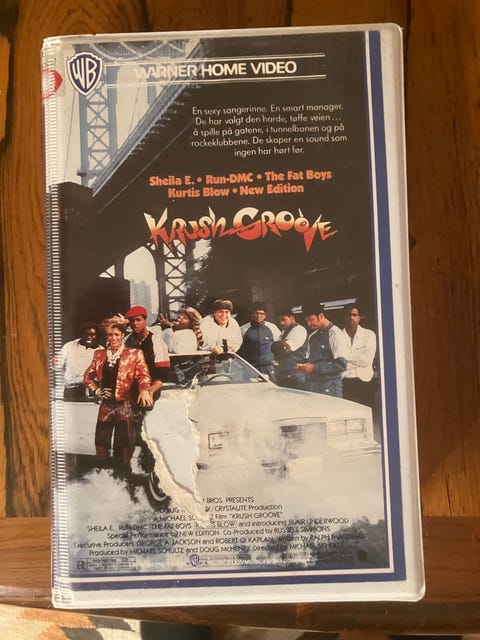 WB
WARNER HOME VIDEO
En sexy sangerinne. En smart manager.
De har valgt den harde, tøffe veien...
å spille på gatene, i tunnelbanen og på
rockeklubbene. De skaper en sound som
ingen har hørt før.
Sheila E. • Run-DMC • The Fat Boys
Kurtis Blow • New Edition
KRUSH GROOVE
BROS. PRESENTS
CRYSTALITE Production
A MICHAEL Film "KRUSH GROOVE"
SHEILA E. RUN-DMC THE FAT BOYS KURTIS BLOW and introducing BLAIR UNDERWOOD
Special Performance by NEW EDITION Co-Produced by RUSSELL SIMMONS
Executive Producers GEORGE A. JACKSON and ROBERT O. KAPLAN Written by RALPH FARQUHAR
Produced by MICHAEL SCHULTZ and DOUG McHENRY Directed by MICHAEL SCHULTZ
R